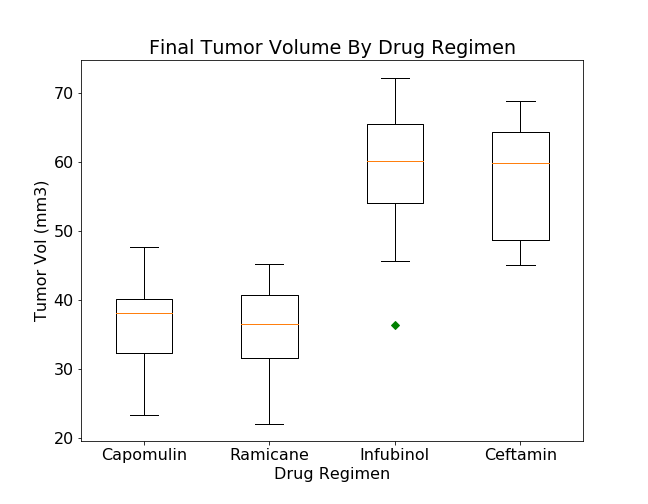 Final Tumor Volume By Drug Regimen
Tumor Vol (mm3)
70
60
50
40
30
20
Capomulin Ramicane Infubinol Ceftamin
Drug Regimen